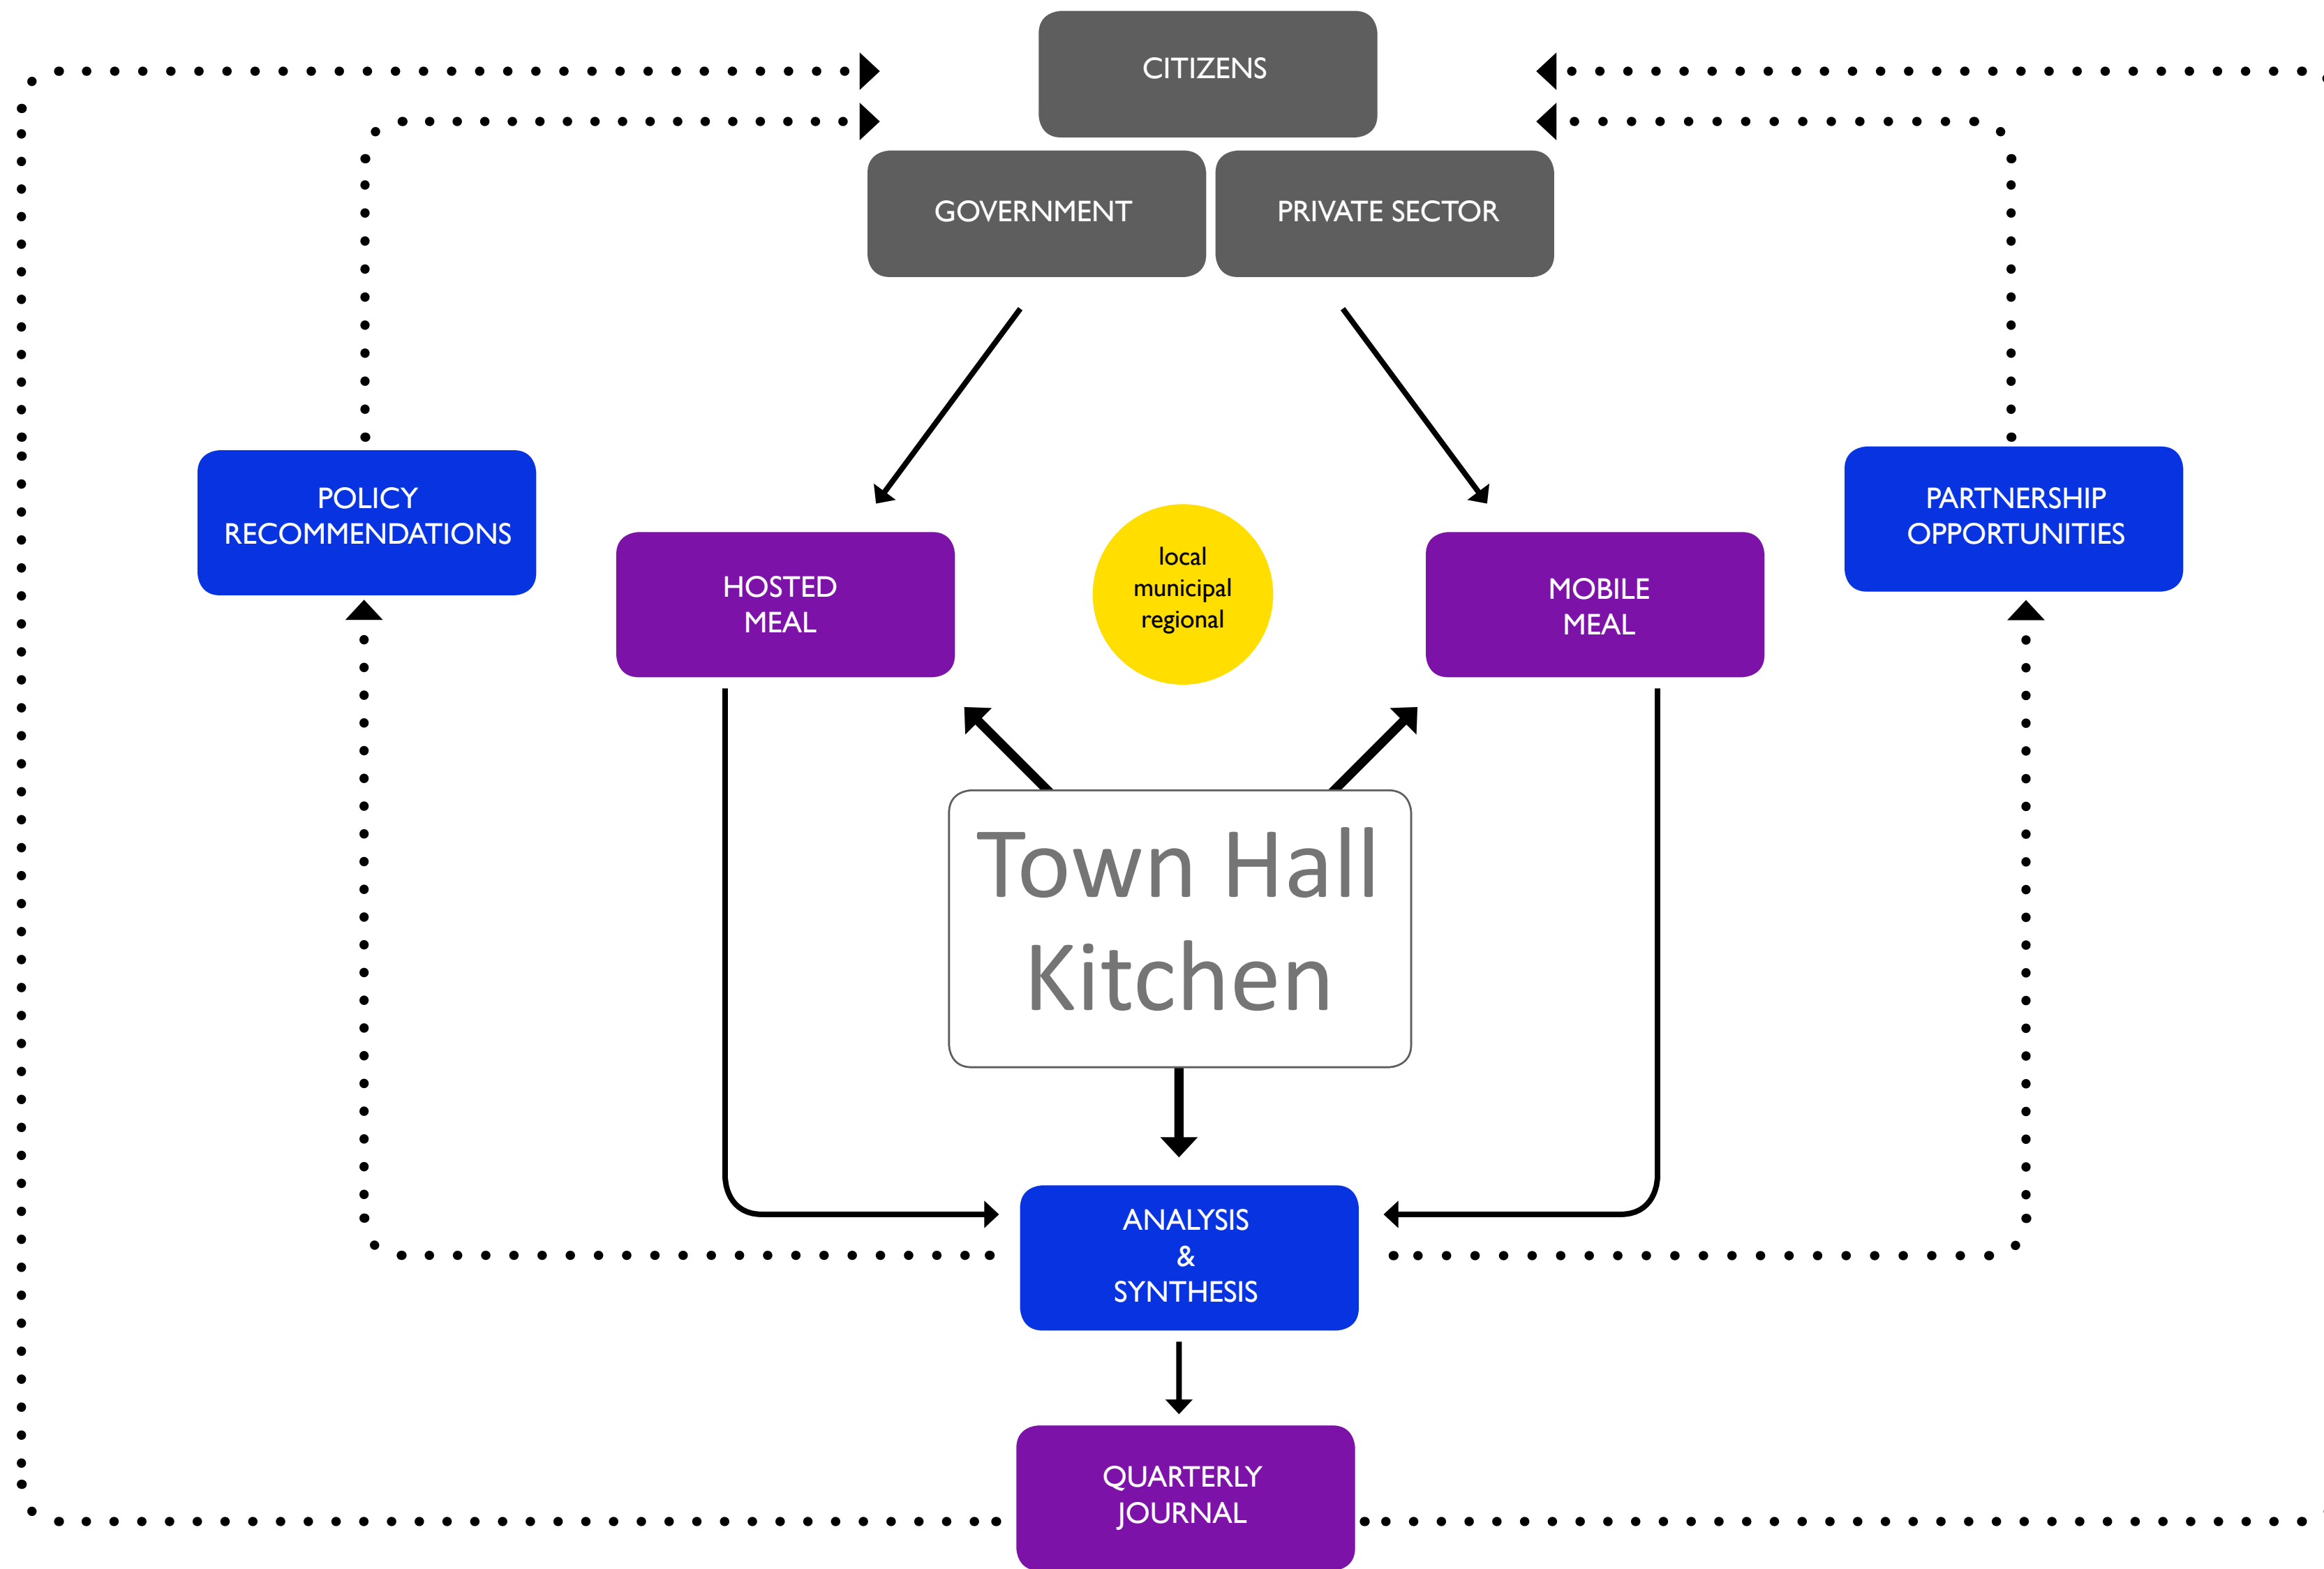 CITIZENS
GOVERNMENT
PRIVATE SECTOR
POLICY
RECOMMENDATIONS
PARTNERSHIP
OPPORTUNITIES
HOSTED
MEAL
local
municipal
regional
MOBILE
MEAL
Town Hall
Kitchen
ANALYSIS
&
SYNTHESIS
QUARTERLY
JOURNAL